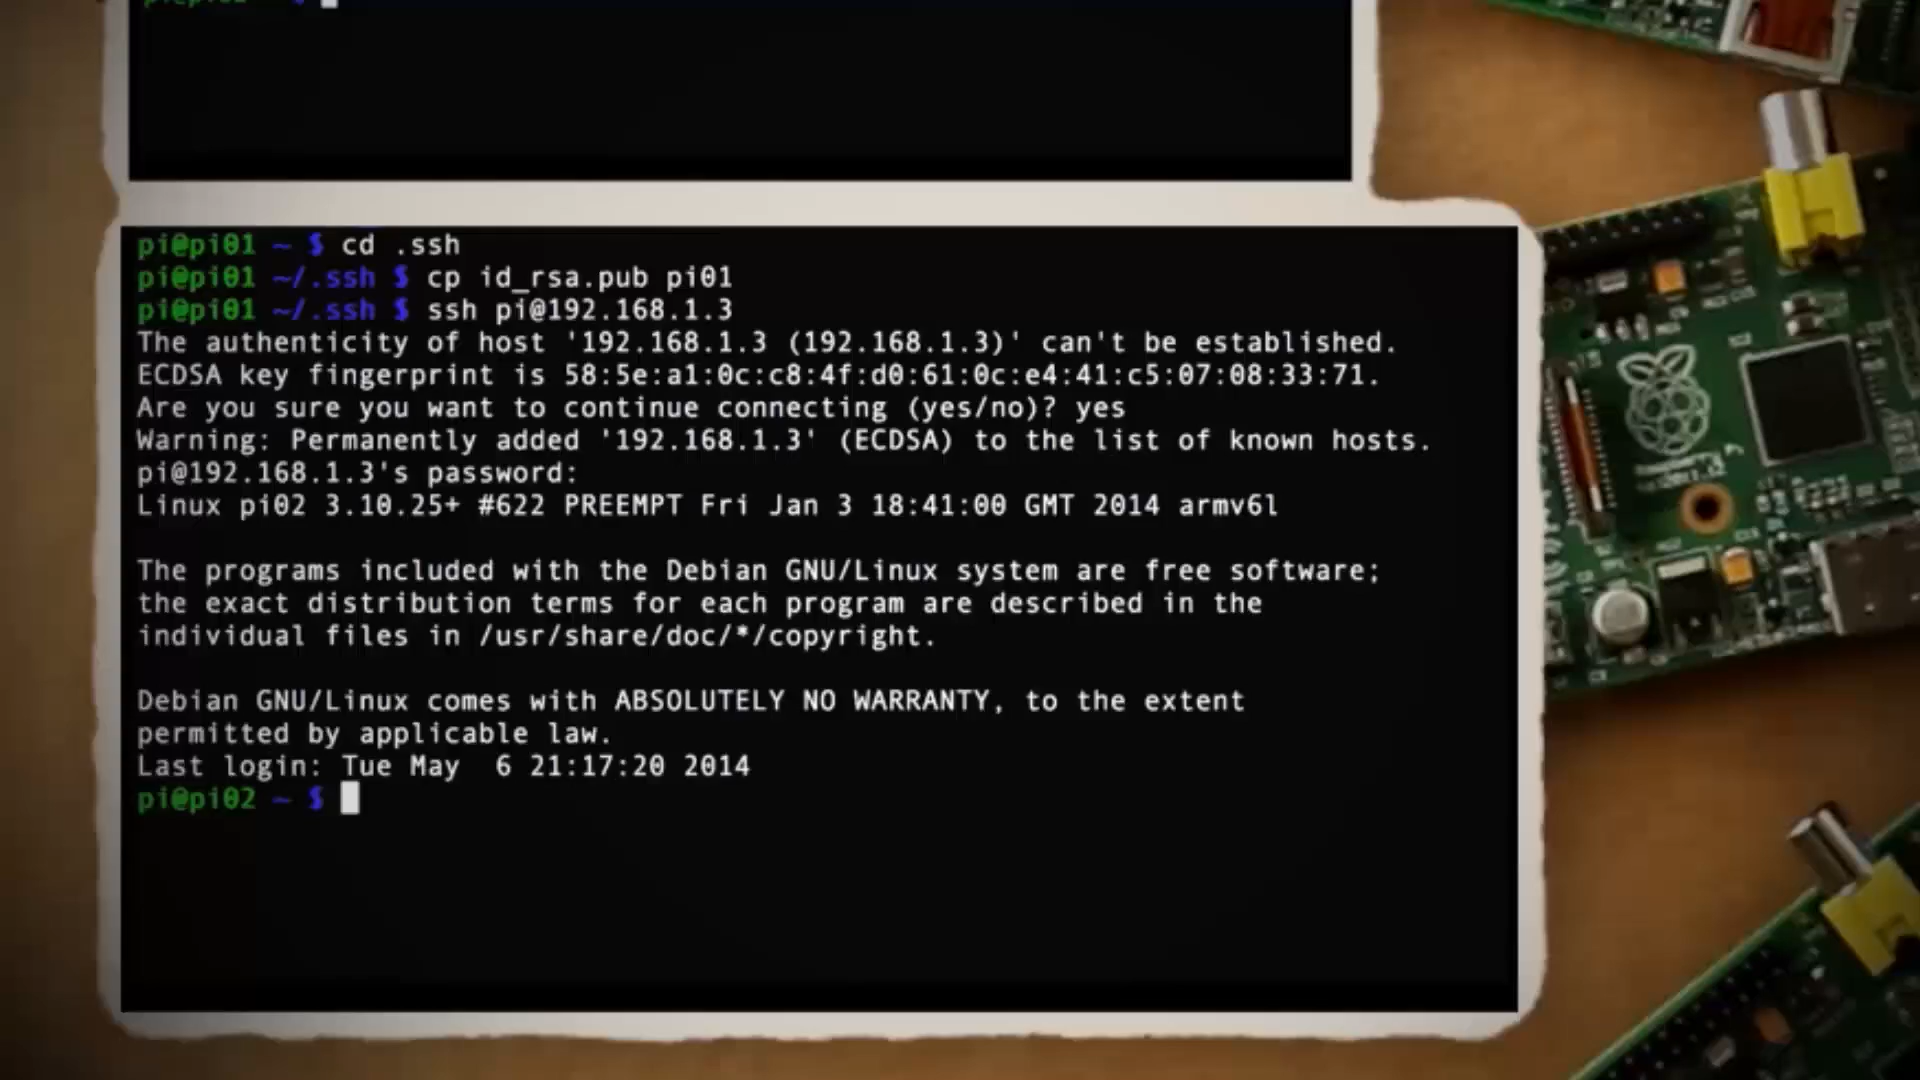 pi@pi02 ~ $
pi@pi01 ~ $ cd .ssh
pi@pi01 ~/.ssh $ cp id_rsa.pub pi01
pi@pi01 ~/.ssh $ ssh pi@192.168.1.3
The authenticity of host '192.168.1.3 (192.168.1.3)' can't be established.
ECDSA key fingerprint is 58:5e:a1:0c:c8:4f:d0:61:0c:e4:41:c5:07:08:33:71.
Are you sure you want to continue connecting (yes/no)? yes
Warning: Permanently added '192.168.1.3' (ECDSA) to the list of known hosts.
pi@192.168.1.3's password:
Linux pi02 3.10.25+ #622 PREEMPT Fri Jan 3 18:41:00 GMT 2014 armv6l
The programs included with the Debian GNU/Linux system are free software;
the exact distribution terms for each program are described in the
individual files in /usr/share/doc/*/copyright.
Debian GNU/Linux comes with ABSOLUTELY NO WARRANTY, to the extent
permitted by applicable law.
Last login: Tue May  6 21:17:20 2014
pi@pi02 ~ $